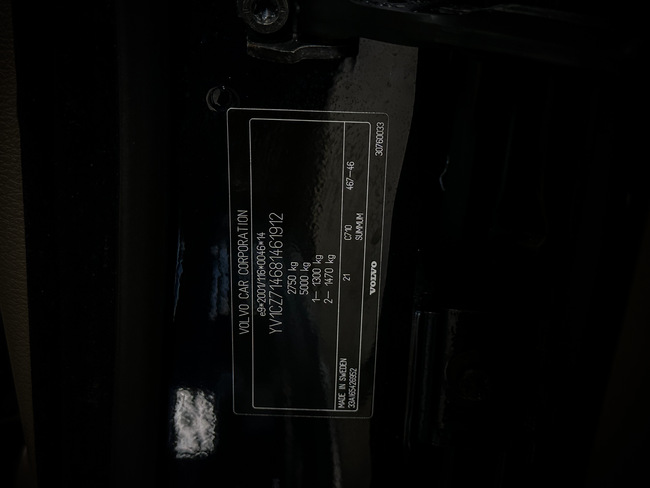 VOLVO CAR CORPORATION
e9*2001/116*0046*14
YV1CZ714681461912
2750 kg
5000 kg
1— 1300 kg
2— 1470 kg
MADE IN SWEDEN 21 C710 467—46
SUMMUM
VOLVO 30760033